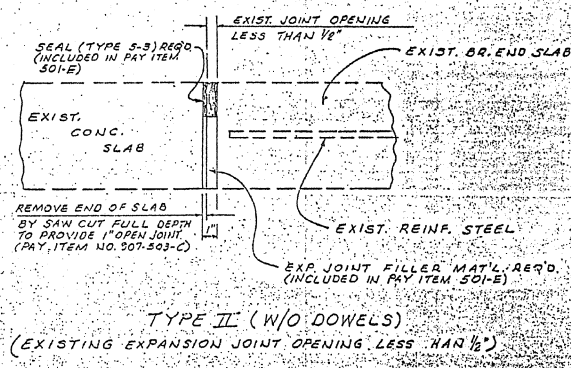 EXIST. JOINT OPENING
LESS THAN 1/2"
SEAL (TYPE S-3) REQ'D.
(INCLUDED IN PAY ITEM
501-E)
EXIST. BR. END SLAB
EXIST.
CONC.
SLAB
REMOVE END OF SLAB
BY SAW CUT FULL DEPTH
TO PROVIDE 1" OPEN JOINT.
(PAY ITEM NO. 907-503-C)
1"
EXIST. REINF. STEEL
EXP. JOINT FILLER MAT'L. REQ'D.
(INCLUDED IN PAY ITEM 501-E)
TYPE II (W/O DOWELS)
(EXISTING EXPANSION JOINT OPENING LESS HAN 1/2")